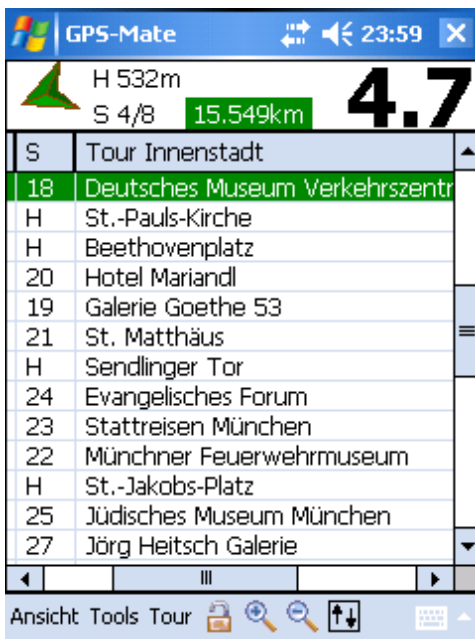 GPS-Mate 23:59
H 532m
S 4/8 15.549km 4.7
S Tour Innenstadt
18 Deutsches Museum Verkehrszentr
H St.-Pauls-Kirche
H Beethovenplatz
20 Hotel Mariandl
19 Galerie Goethe 53
21 St. Matthäus
H Sendlinger Tor
24 Evangelisches Forum
23 Stattreisen München
22 Münchner Feuerwehrmuseum
H St.-Jakobs-Platz
25 Jüdisches Museum München
27 Jörg Heitsch Galerie
Ansicht Tools Tour